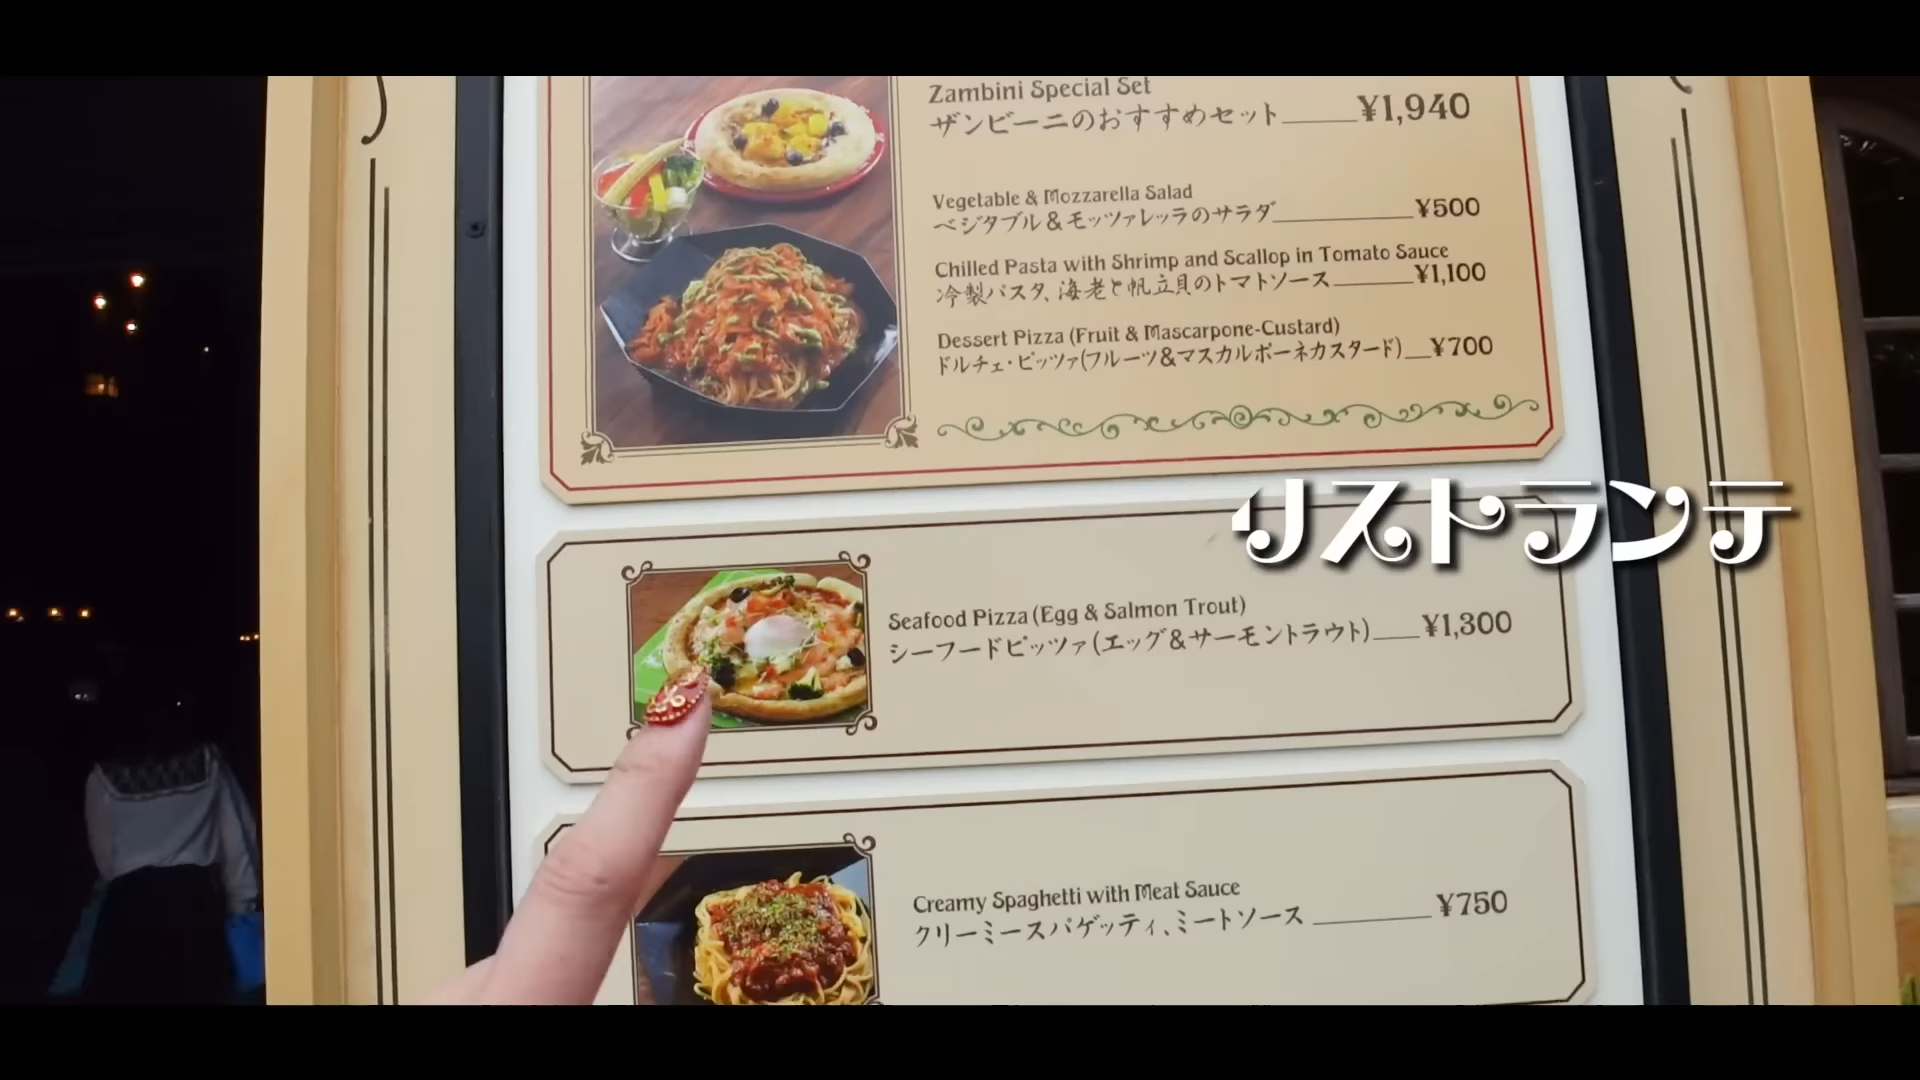 Zambini Special Set
ザンビーニのおすすめセット ¥1,940
Vegetable & Mozzarella Salad
ベジタブル&モッツァレッラのサラダ ¥500
Chilled Pasta with Shrimp and Scallop in Tomato Sauce
冷製パスタ、海老と帆立貝のトマトソース ¥1,100
Dessert Pizza (Fruit & Mascarpone-Custard)
ドルチェ・ピッツァ(フルーツ&マスカルポーネカスタード) ¥700
リストランテ
Seafood Pizza (Egg & Salmon Trout)
シーフードピッツァ(エッグ&サーモントラウト) ¥1,300
Creamy Spaghetti with Meat Sauce
クリーミースパゲッティ、ミートソース ¥750